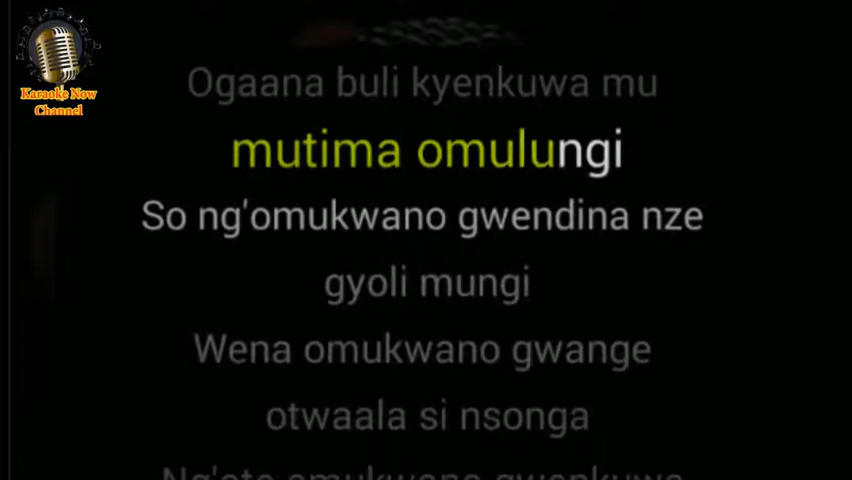 Karaoke Now
Channel
Ogaana buli kyenkuwa mu
mutima omulungi
So ng'omukwano gwendina nze
gyoli mungi
Wena omukwano gwange
otwaala si nsonga
omukwano